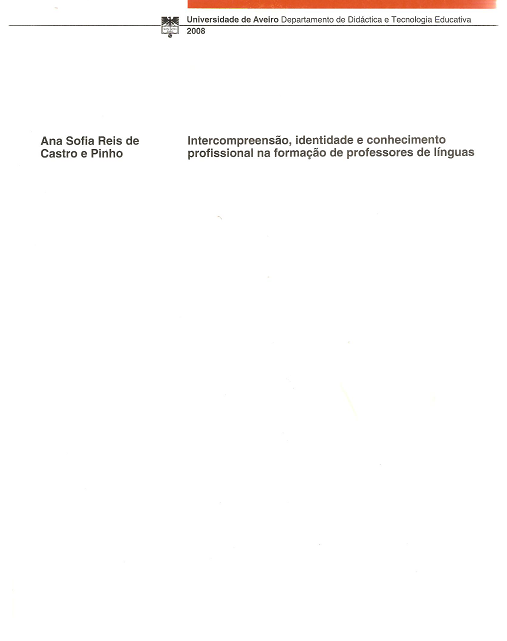 Universidade de Aveiro Departamento de Didáctica e Tecnologia Educativa
2008
Ana Sofia Reis de
Castro e Pinho
Intercompreensão, identidade e conhecimento
profissional na formação de professores de línguas